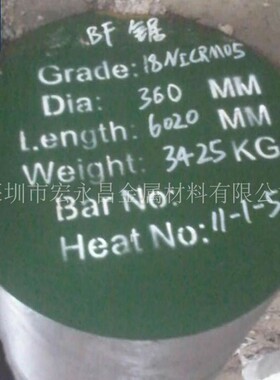 BF 锯
Grade: 18NiCRM05
Dia: 360 MM
Length: 6020 MM
Weight: 3425 KG
深圳市宏永昌金属材料有限公
Bar No:
Heat No: 11-1-5